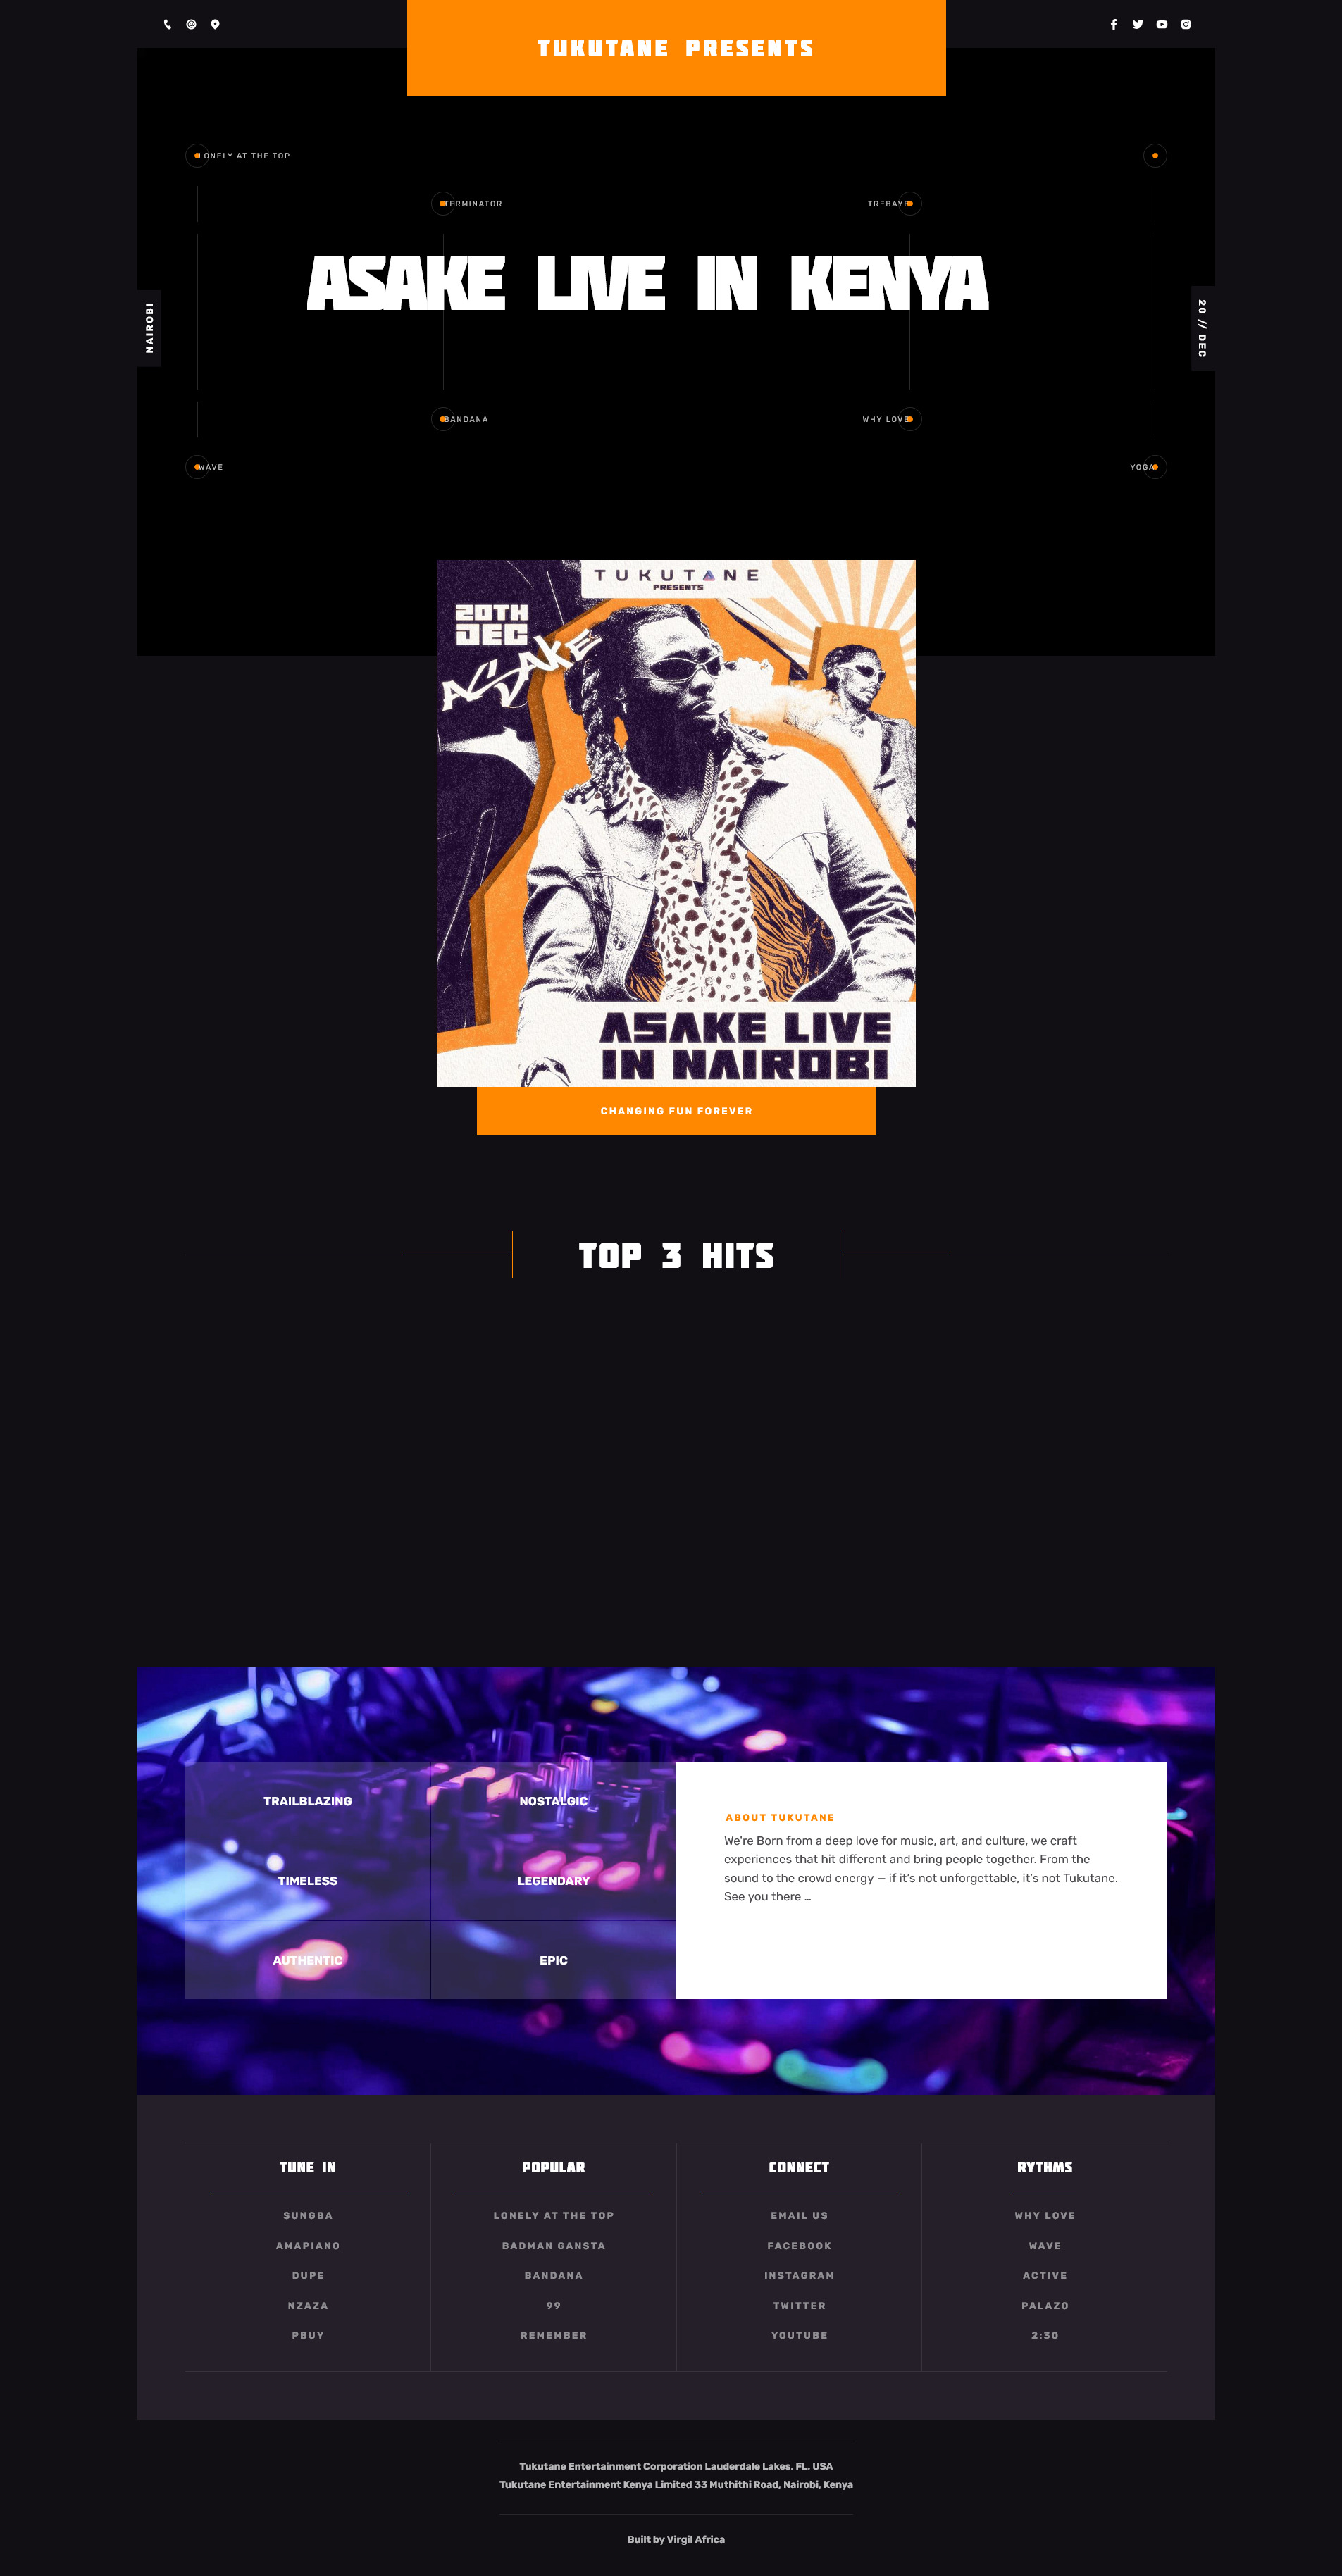 TUKUTANE PRESENTS
LONELY AT THE TOP
TERMINATOR
TREBAYE
ASAKE LIVE IN KENYA
NAIROBI
20 // DEC
BANDANA
WHY LOVE
WAVE
YOGA
TUKUTANE
PRESENTS
20TH
DEC
ASAKE
ASAKE LIVE
IN NAIROBI
CHANGING FUN FOREVER
TOP 3 HITS
TRAILBLAZING
NOSTALGIC
TIMELESS
LEGENDARY
AUTHENTIC
EPIC
ABOUT TUKUTANE
We're Born from a deep love for music, art, and culture, we craft
experiences that hit different and bring people together. From the
sound to the crowd energy — if it's not unforgettable, it's not Tukutane.
See you there ...
TUNE IN
SUNGBA
AMAPIANO
DUPE
NZAZA
PBUY
POPULAR
LONELY AT THE TOP
BADMAN GANSTA
BANDANA
99
REMEMBER
CONNECT
EMAIL US
FACEBOOK
INSTAGRAM
TWITTER
YOUTUBE
RYTHMS
WHY LOVE
WAVE
ACTIVE
PALAZO
2:30
Tukutane Entertainment Corporation Lauderdale Lakes, FL, USA
Tukutane Entertainment Kenya Limited 33 Muthithi Road, Nairobi, Kenya
Built by Virgil Africa